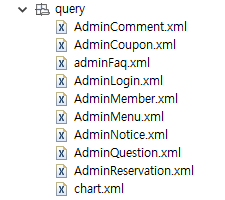 query
AdminComment.xml
AdminCoupon.xml
adminFaq.xml
AdminLogin.xml
AdminMember.xml
AdminMenu.xml
AdminNotice.xml
AdminQuestion.xml
AdminReservation.xml
chart.xml